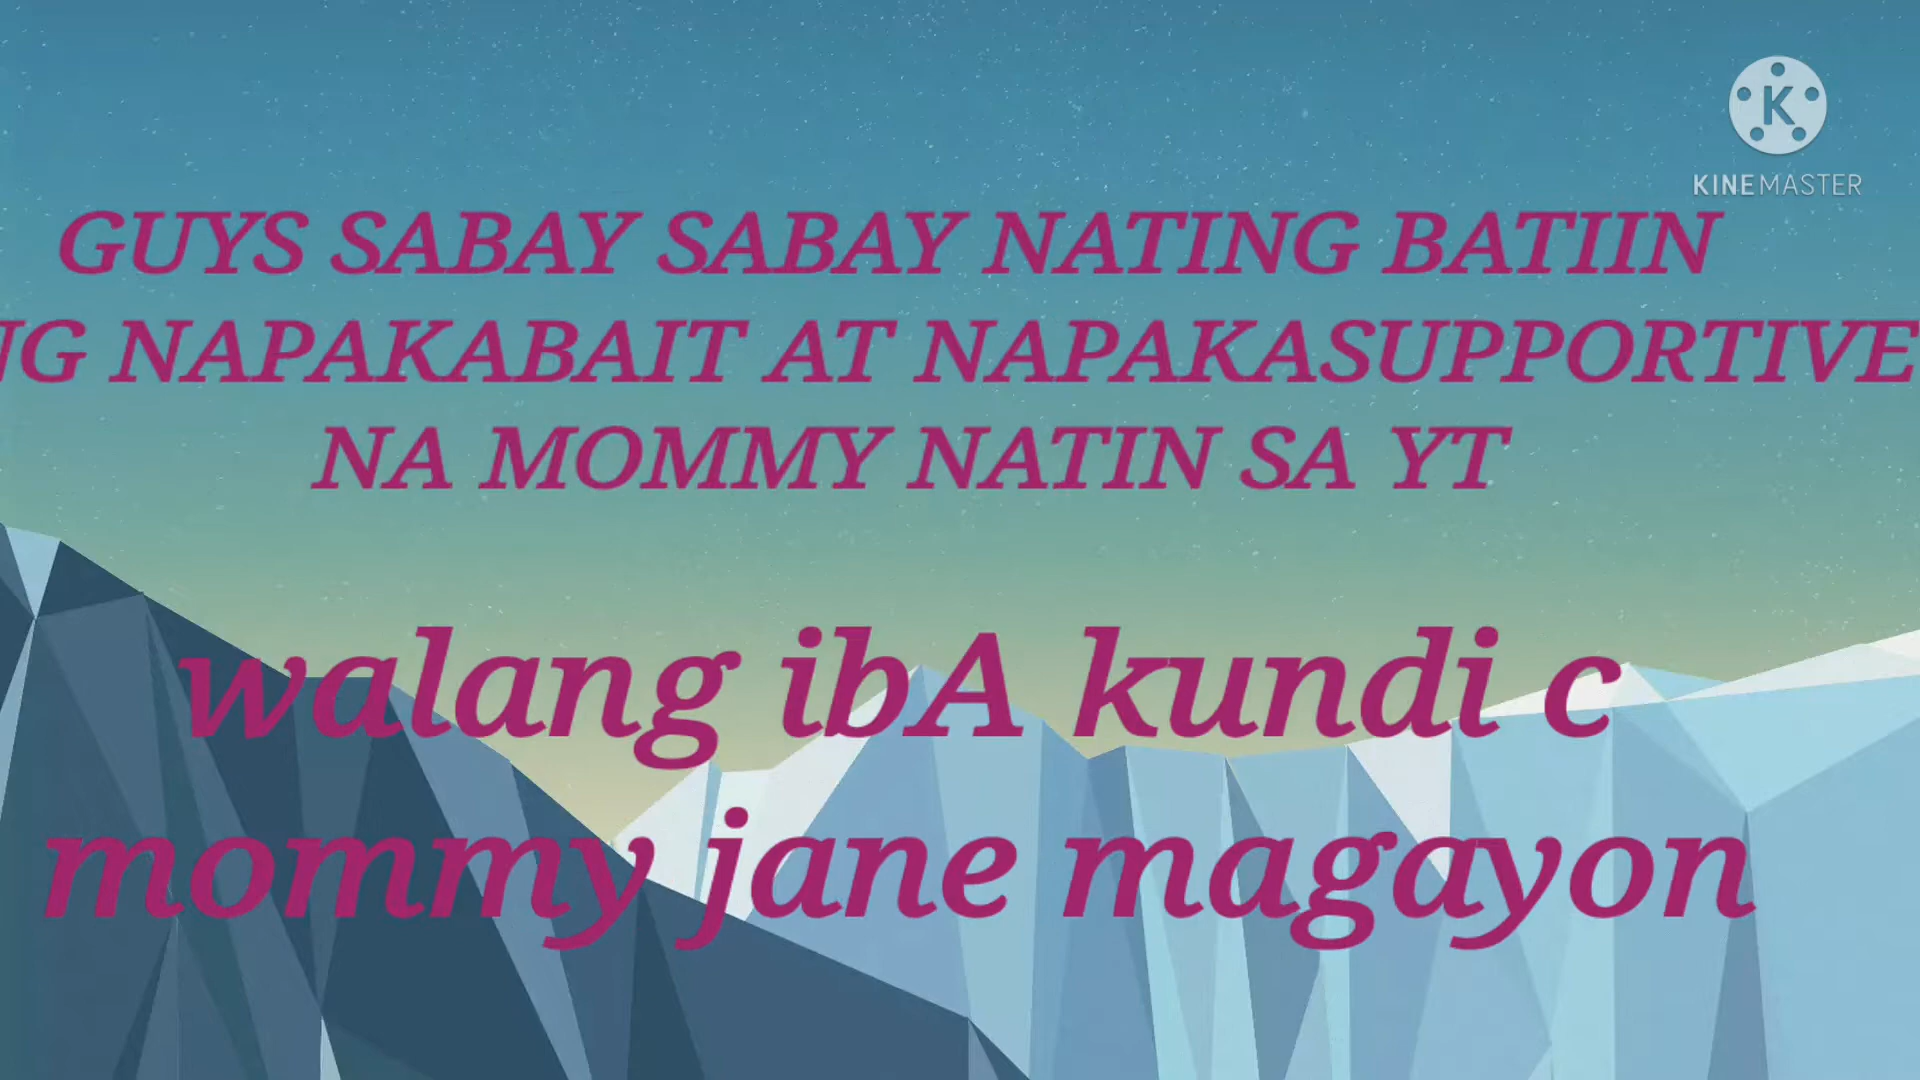 K
KINEMASTER
GUYS SABAY SABAY NATING BATIIN
NAPAKABAIT AT NAPAKASUPPORTIVE
NA MOMMY NATIN SA YT
walang ibA kundi c
mommy jane magayon